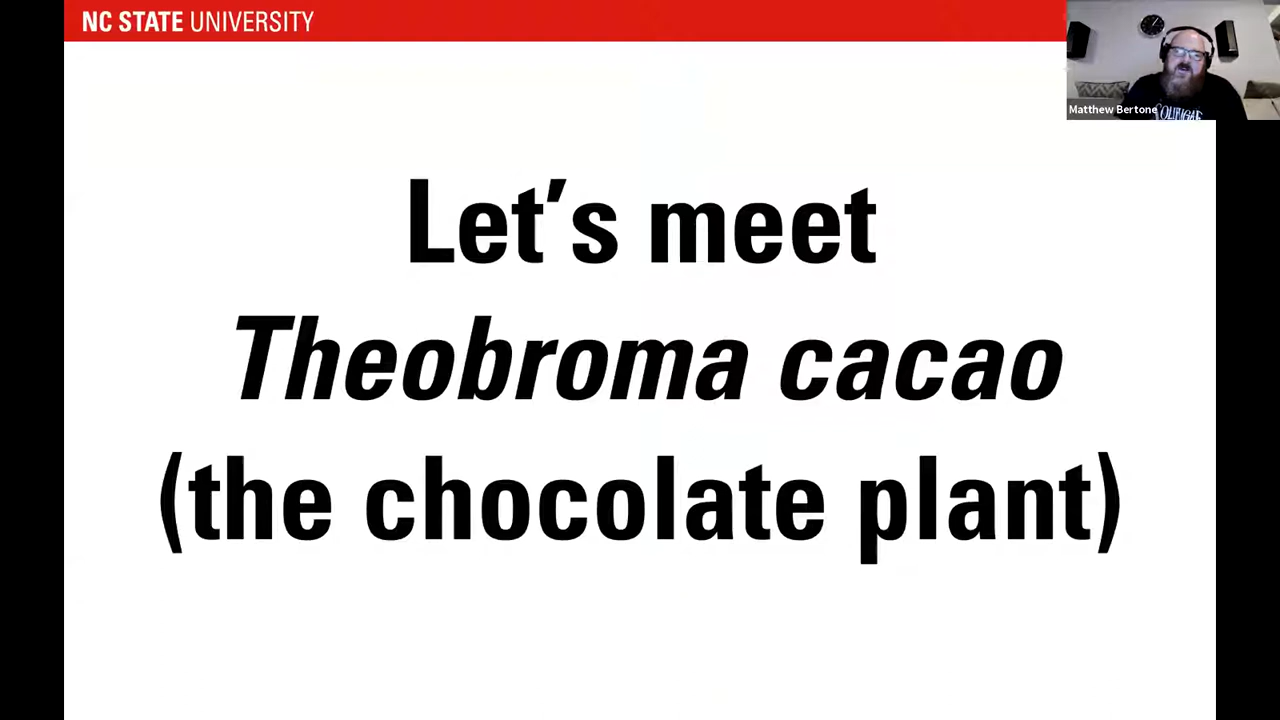 NC STATE UNIVERSITY
Matthew Bertone
Let’s meet
Theobroma cacao
(the chocolate plant)